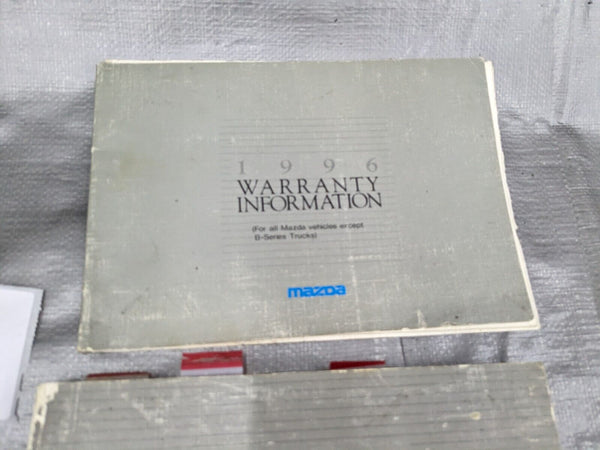 1996
WARRANTY
INFORMATION
(For all Mazda vehicles except
B-Series Trucks)
mazda